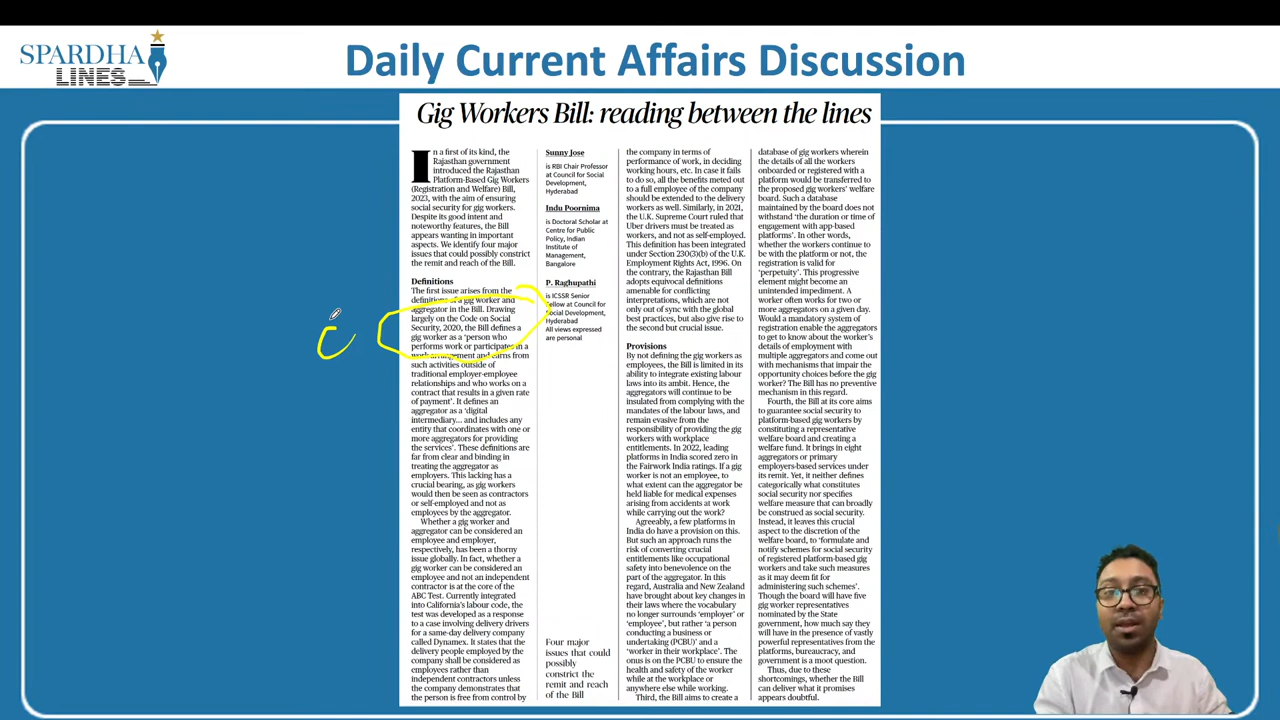 SPARDHA
LINES
Daily Current Affairs Discussion
Gig Workers Bill: reading between the lines
In a first of its kind, the
Rajasthan government
introduced the Rajasthan
Platform-Based Gig Workers
(Registration and Welfare) Bill,
2023, with the aim of ensuring
social security for gig workers.
Despite its good intent and
noteworthy features, the Bill
appears wanting in important
aspects. We identify four major
issues that could possibly constrict
the remit and reach of the Bill.
Definitions
The first issue arises from the
definitions of a gig worker and
aggregator in the Bill. Drawing
largely on the Code on Social
Security, 2020, the Bill defines a
gig worker as a ‘person who
performs work or participates in a
work arrangement and earns from
such activities outside of
traditional employer-employee
relationships and who works on a
contract that results in a given rate
of payment’. It defines an
aggregator as a ‘digital
intermediary... and includes any
entity that coordinates with one or
more aggregators for providing
the services’. These definitions are
far from clear and binding in
treating the aggregator as
employers. This lacking has a
crucial bearing, as gig workers
would then be seen as contractors
or self-employed and not as
employees by the aggregator.
Whether a gig worker and
aggregator can be considered an
employee and employer,
respectively, has been a thorny
issue globally. In fact, whether a
gig worker can be considered an
employee and not an independent
contractor is at the core of the
ABC Test. Currently integrated
into California’s labour code, the
test was developed as a response
to a case involving delivery drivers
for a same-day delivery company
called Dynamex. It states that the
delivery people employed by the
company shall be considered as
employees rather than
independent contractors unless
the company demonstrates that
the person is free from control by
Sunny Jose
is RBI Chair Professor
at Council for Social
Development,
Hyderabad
Indu Poornima
is Doctoral Scholar at
Centre for Public
Policy, Indian
Institute of
Management,
Bangalore
P. Raghupathi
is ICSSR Senior
Fellow at Council for
Social Development,
Hyderabad
All views expressed
are personal
Four major
issues that could
possibly
constrict the
remit and reach
of the Bill
the company in terms of
performance of work, in deciding
working hours, etc. In case it fails
to do so, all the benefits meted out
to a full employee of the company
should be extended to the delivery
workers as well. Similarly, in 2021,
the U.K. Supreme Court ruled that
Uber drivers must be treated as
workers, and not as self-employed.
This definition has been integrated
under Section 230(3)(b) of the U.K.
Employment Rights Act, 1996. On
the contrary, the Rajasthan Bill
adopts equivocal definitions
amenable for conflicting
interpretations, which are not
only out of sync with the global
best practices, but also give rise to
the second but crucial issue.
Provisions
By not defining the gig workers as
employees, the Bill is limited in its
ability to integrate existing labour
laws into its ambit. Hence, the
aggregators will continue to be
insulated from complying with the
mandates of the labour laws, and
remain evasive from the
responsibility of providing the gig
workers with workplace
entitlements. In 2022, leading
platforms in India scored zero in
the Fairwork India ratings. If a gig
worker is not an employee, to
what extent can the aggregator be
held liable for medical expenses
arising from accidents at work
while carrying out the work?
Agreeably, a few platforms in
India do have a provision on this.
But such an approach runs the
risk of converting crucial
entitlements like occupational
safety into benevolence on the
part of the aggregator. In this
regard, Australia and New Zealand
have brought about key changes in
their laws where the vocabulary
no longer surrounds ‘employer’ or
‘employee’, but rather ‘a person
conducting a business or
undertaking (PCBU)’ and a
‘worker in their workplace’. The
onus is on the PCBU to ensure the
health and safety of the worker
while at the workplace or
anywhere else while working.
Third, the Bill aims to create a
database of gig workers wherein
the details of all the workers
onboarded or registered with a
platform would be transferred to
the proposed gig workers’ welfare
board. Such a database
maintained by the board does not
withstand ‘the duration or time of
engagement with app-based
platforms’. In other words,
whether the workers continue to
be with the platform or not, the
registration is valid for
‘perpetuity’. This progressive
element might become an
unintended impediment. A
worker often works for two or
more aggregators on a given day.
Would a mandatory system of
registration enable the aggregators
to get to know about the worker’s
details of employment with
multiple aggregators and come out
with mechanisms that impair the
opportunity choices before the gig
worker? The Bill has no preventive
mechanism in this regard.
Fourth, the Bill at its core aims
to guarantee social security to
platform-based gig workers by
constituting a representative
welfare board and creating a
welfare fund. It brings in eight
aggregators or primary
employers-based services under
its remit. Yet, it neither defines
categorically what constitutes
social security nor specifies
welfare measure that can broadly
be construed as social security.
Instead, it leaves this crucial
aspect to the discretion of the
welfare board, to ‘formulate and
notify schemes for social security
of registered platform-based gig
workers and take such measures
as it may deem fit for
administering such schemes’.
Though the board will have five
gig worker representatives
nominated by the State
government, how much say they
will have in the presence of vastly
powerful representatives from the
platforms, bureaucracy, and
government is a moot question.
Thus, due to these
shortcomings, whether the Bill
can deliver what it promises
appears doubtful.